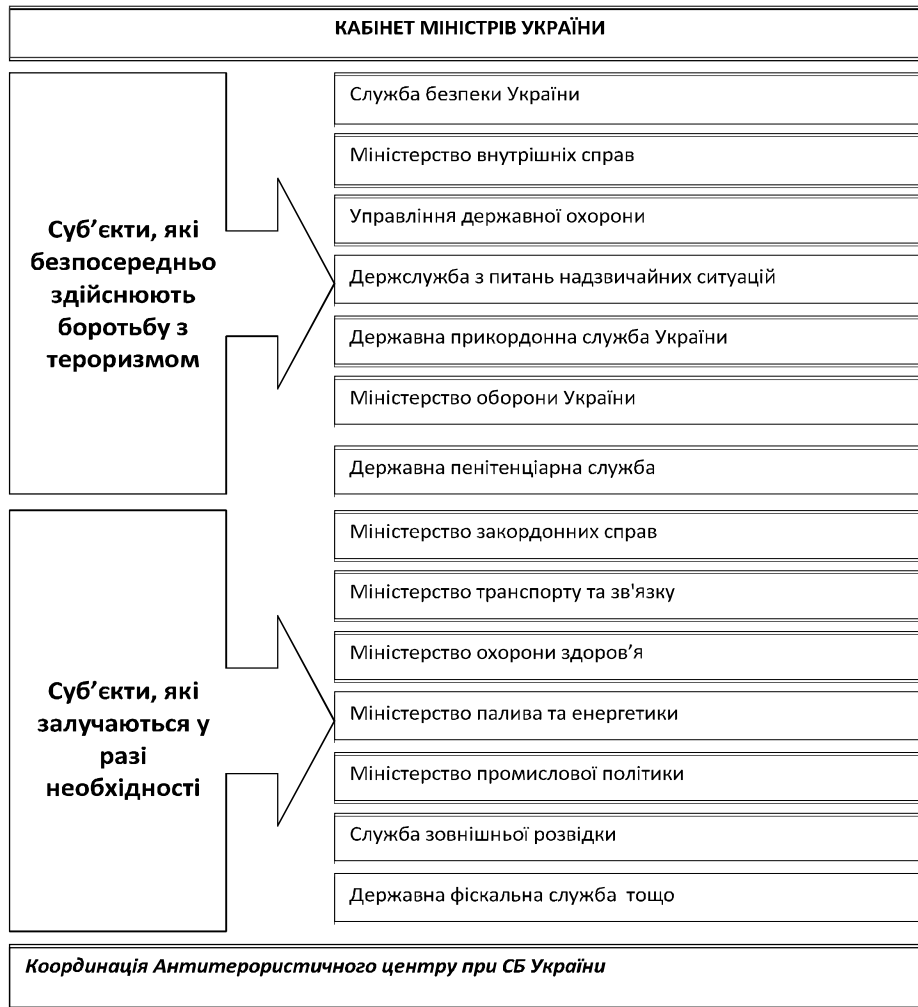 КАБІНЕТ МІНІСТРІВ УКРАЇНИ
Суб’єкти, які
безпосередньо
здійснюють
боротьбу з
тероризмом
Служба безпеки України
Міністерство внутрішніх справ
Управління державної охорони
Держслужба з питань надзвичайних ситуацій
Державна прикордонна служба України
Міністерство оборони України
Державна пенітенціарна служба
Суб’єкти, які
залучаються у
разі
необхідності
Міністерство закордонних справ
Міністерство транспорту та зв'язку
Міністерство охорони здоров’я
Міністерство палива та енергетики
Міністерство промислової політики
Служба зовнішньої розвідки
Державна фіскальна служба тощо
Координація Антитерористичного центру при СБ України